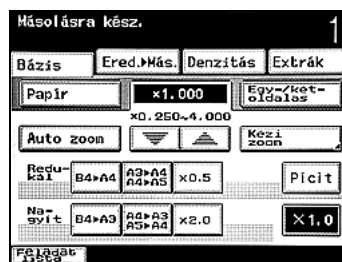 Másolásra kész. 1
Bázis Ered.▶Más. Denzitás Extrák
Papír ×1.000 Egy-/két-
oldalas
×0.250~4.000
Auto zoom Kézi
zoom
Redu-
kál B4▶A4 A3▶A4
A4▶A5 ×0.5 Picit
Na-
gyít B4▶A3 A4▶A3
A5▶A4 ×2.0 ×1.0
Feladat
lista